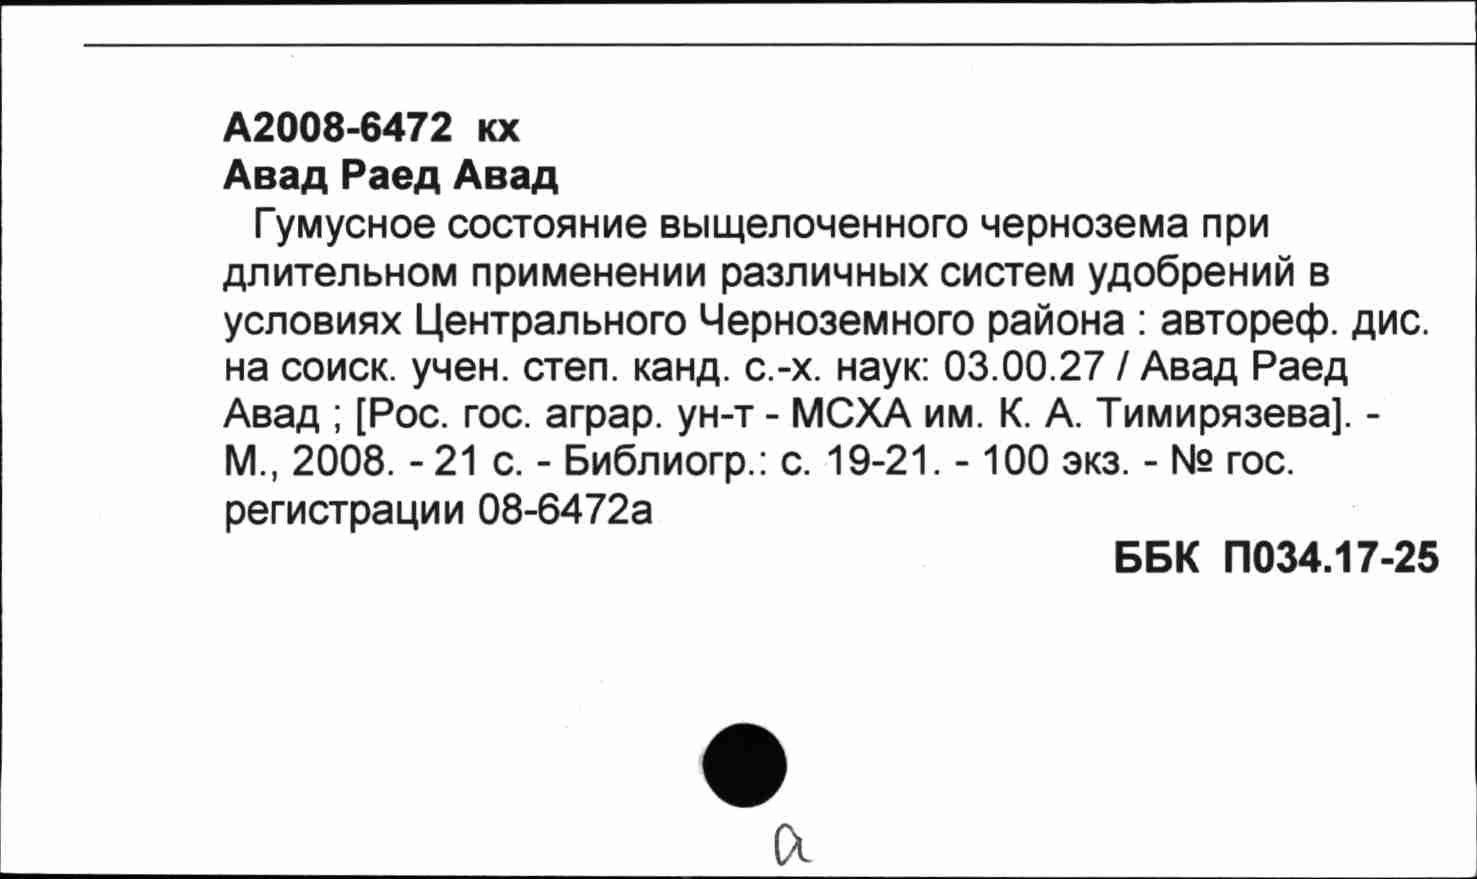 А2008-6472 кх
Авад Раед Авад
Гумусное состояние выщелоченного чернозема при
длительном применении различных систем удобрений в
условиях Центрального Черноземного района : автореф. дис.
на соиск. учен. степ. канд. с.-х. наук: 03.00.27 / Авад Раед
Авад ; [Рос. гос. аграр. ун-т - МСХА им. К. А. Тимирязева]. -
М., 2008. - 21 с. - Библиогр.: с. 19-21. - 100 экз. - № гос.
регистрации 08-6472а
ББК П034.17-25
а